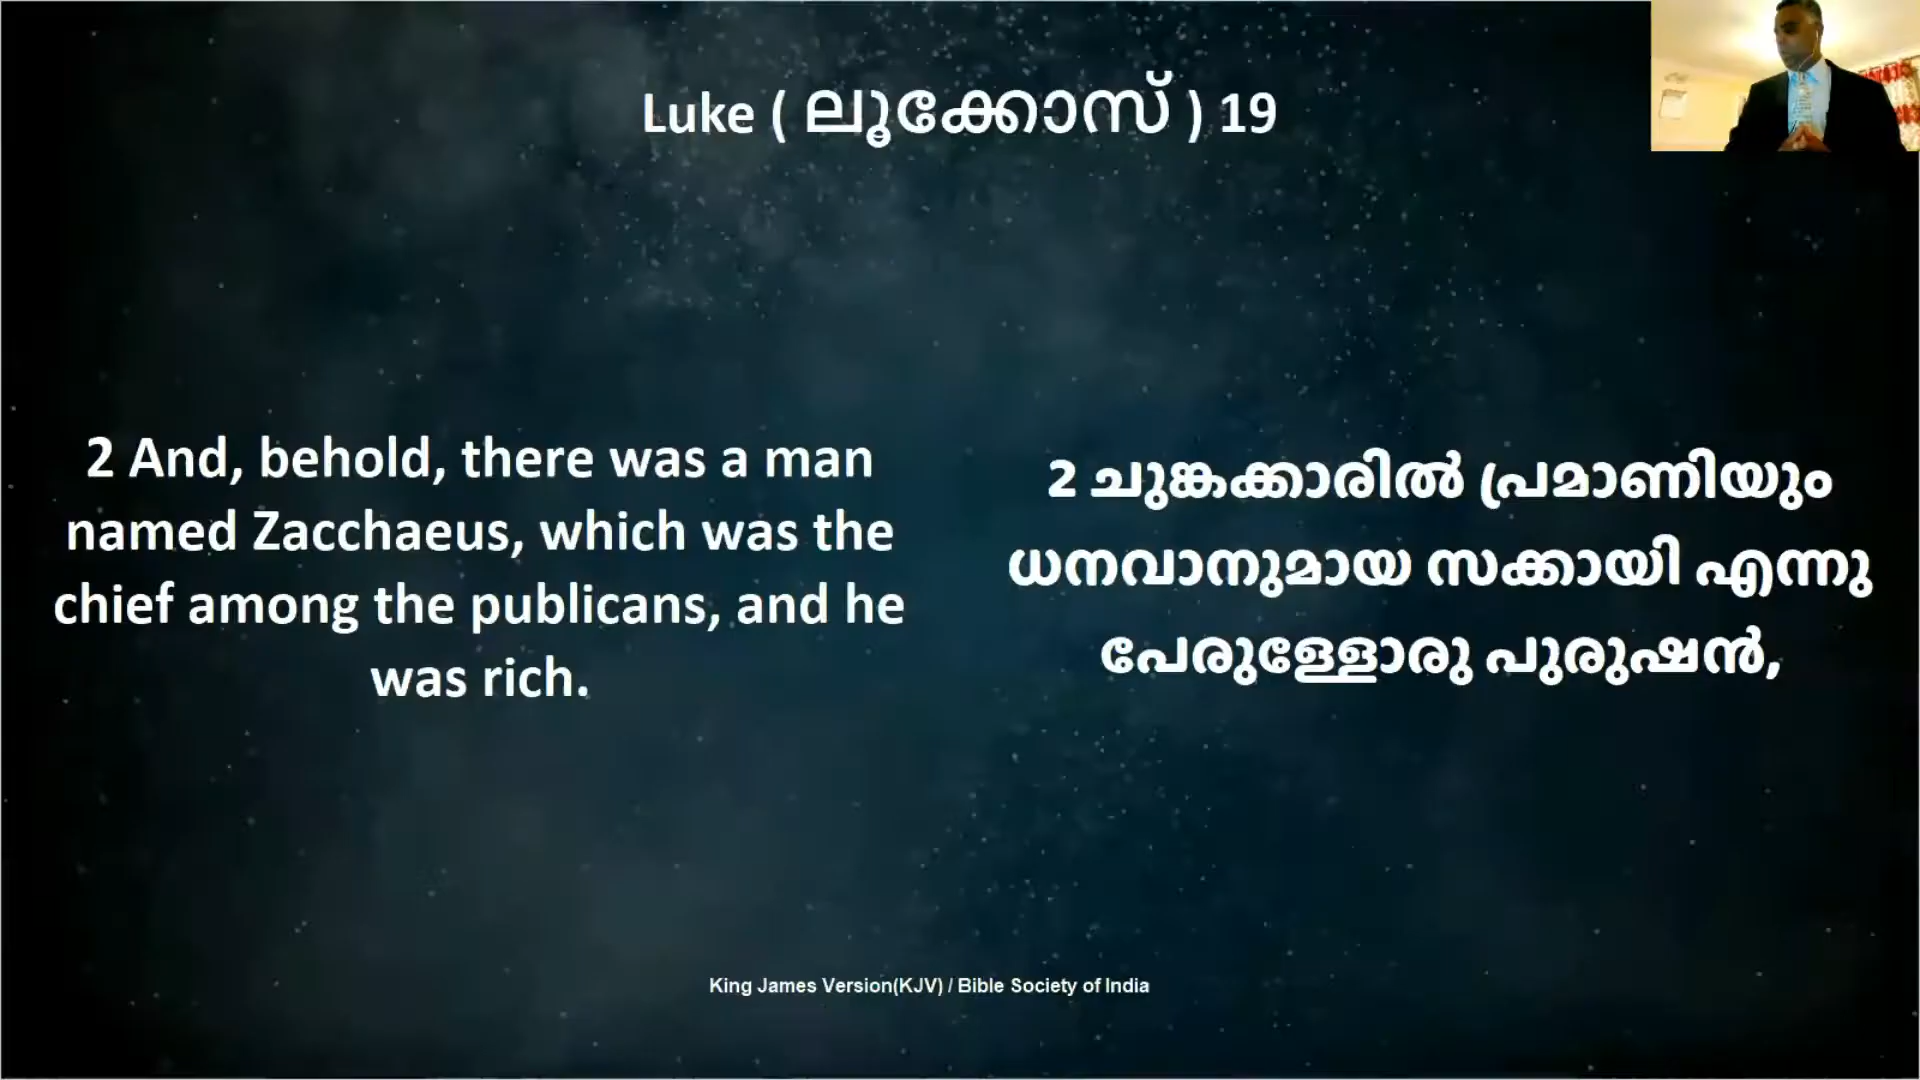 Luke ( ലൂക്കോസ് ) 19
2 And, behold, there was a man
named Zacchaeus, which was the
chief among the publicans, and he
was rich.
2 ചുങ്കക്കാരിൽ പ്രമാണിയും
ധനവാനുമായ സക്കായി എന്നു
പേരുള്ളോരു പുരുഷൻ,
King James Version(KJV) / Bible Society of India